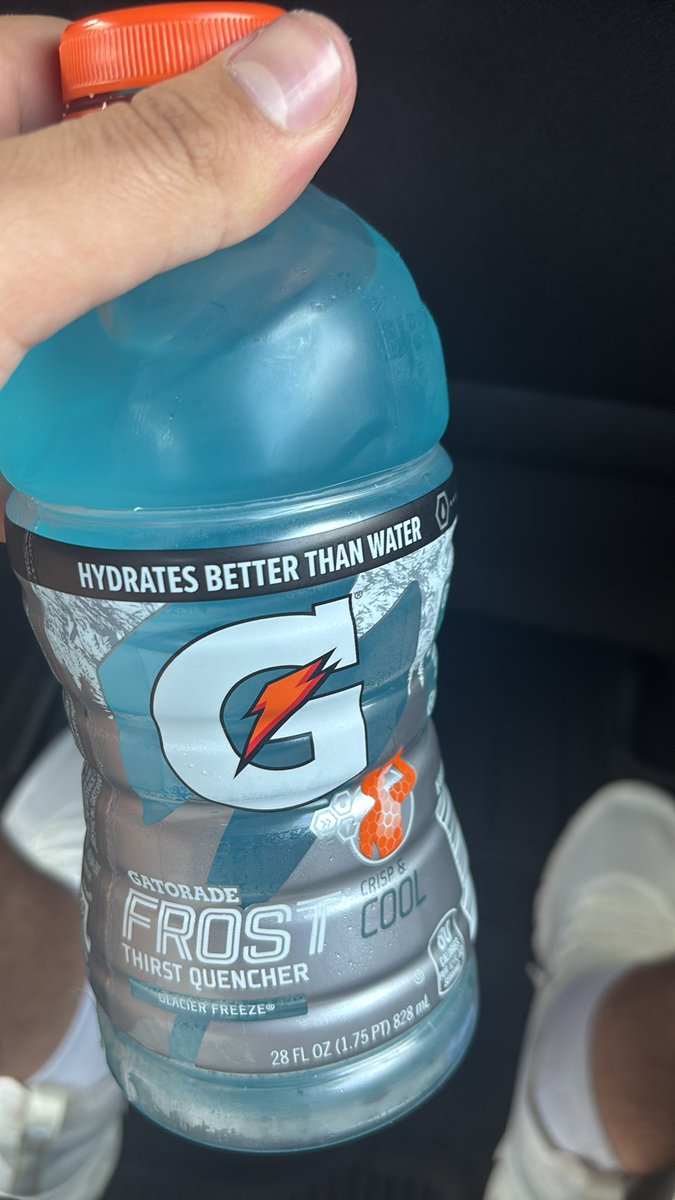 HYDRATES BETTER THAN WATER
G®
GATORADE
FROST®
THIRST QUENCHER
GLACIER FREEZE®
CRISP &
COOL
28 FL OZ (1.75 PT) 828 mL